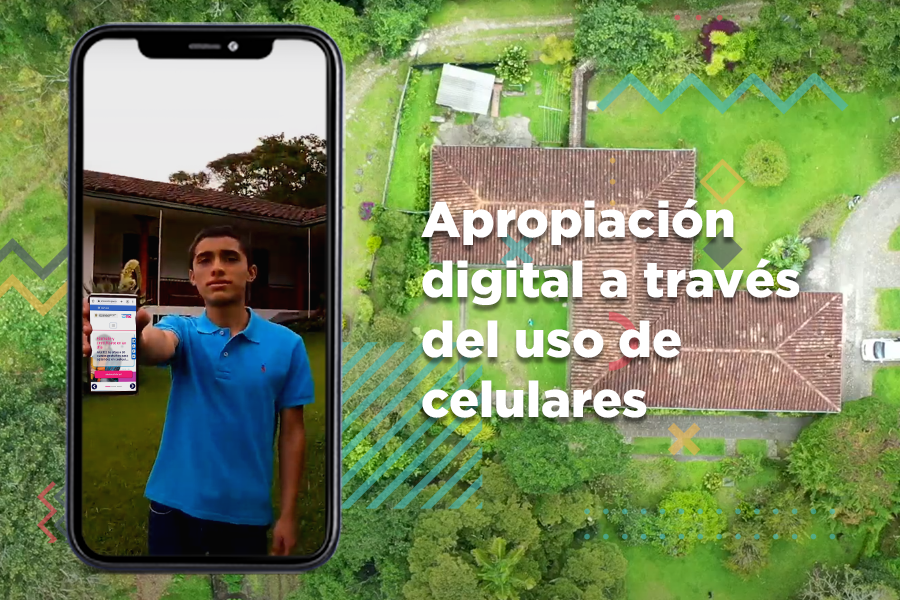 Apropiación
digital a través
del uso de
celulares